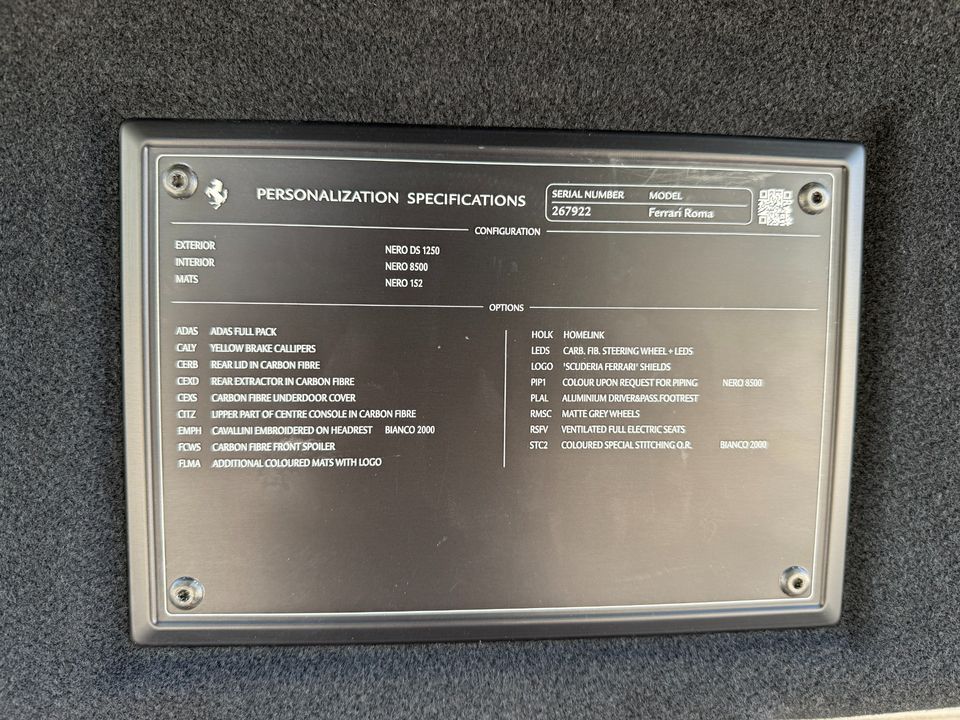 PERSONALIZATION SPECIFICATIONS
SERIAL NUMBER MODEL
267922 Ferrari Roma
CONFIGURATION
EXTERIOR NERO DS 1250
INTERIOR NERO 8500
MATS NERO 152
OPTIONS
ADAS ADAS FULL PACK
CALY YELLOW BRAKE CALLIPERS
CERB REAR LID IN CARBON FIBRE
CEXD REAR EXTRACTOR IN CARBON FIBRE
CEXS CARBON FIBRE UNDERDOOR COVER
CITZ UPPER PART OF CENTRE CONSOLE IN CARBON FIBRE
EMPH CAVALLINI EMBROIDERED ON HEADREST BIANCO 2000
FCWS CARBON FIBRE FRONT SPOILER
FLMA ADDITIONAL COLOURED MATS WITH LOGO
HOLK HOMELINK
LEDS CARB. FIB. STEERING WHEEL + LEDS
LOGO 'SCUDERIA FERRARI' SHIELDS
PIP1 COLOUR UPON REQUEST FOR PIPING NERO 8500
PLAL ALUMINIUM DRIVER&PASS.FOOTREST
RMSC MATTE GREY WHEELS
RSFV VENTILATED FULL ELECTRIC SEATS
STC2 COLOURED SPECIAL STITCHING O.R. BIANCO 2000